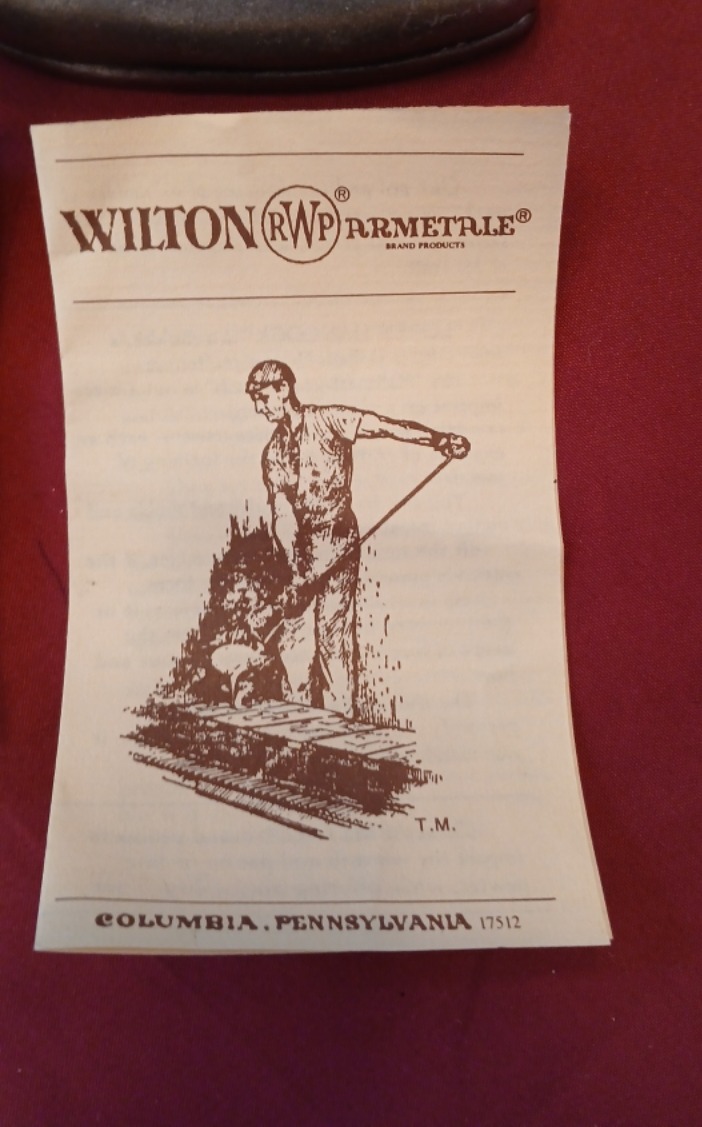 WILTON RWP® ARMETALE®
BRAND PRODUCTS
T.M.
COLUMBIA, PENNSYLVANIA 17512